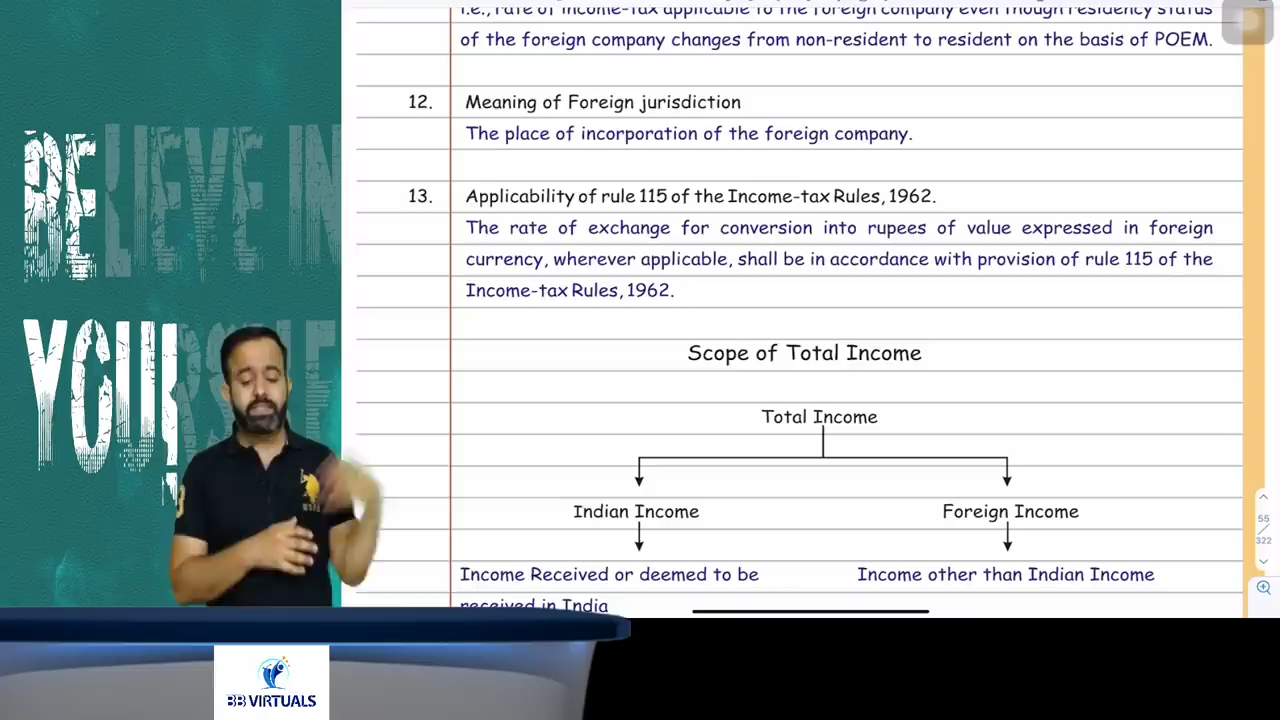 i.e., rate of income-tax applicable to the foreign company even though residency status
of the foreign company changes from non-resident to resident on the basis of POEM.
12. Meaning of Foreign jurisdiction
The place of incorporation of the foreign company.
13. Applicability of rule 115 of the Income-tax Rules, 1962.
The rate of exchange for conversion into rupees of value expressed in foreign
currency, wherever applicable, shall be in accordance with provision of rule 115 of the
Income-tax Rules, 1962.
Scope of Total Income
Total Income
Indian Income
Foreign Income
Income Received or deemed to be
received in India
Income other than Indian Income
55
322
BELIEVE IN
YOURSELF
BB VIRTUALS